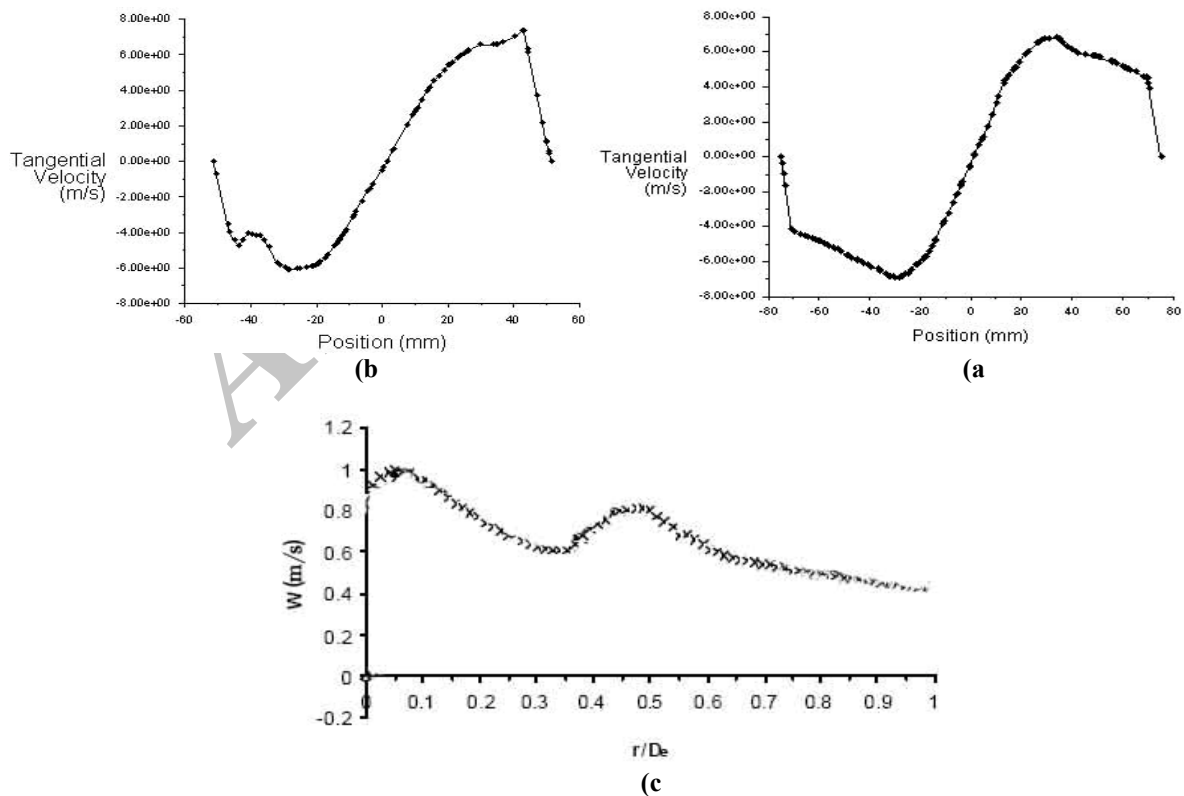 8.00e+00
6.00e+00
4.00e+00
2.00e+00
0.00e+00
-2.00e+00
-4.00e+00
-6.00e+00
-8.00e+00
Tangential
Velocity
(m/s)
-60 -40 -20 0 20 40 60
Position (mm)
(b
8.00e+00
6.00e+00
4.00e+00
2.00e+00
0.00e+00
-2.00e+00
-4.00e+00
-6.00e+00
-8.00e+00
Tangential
Velocity
(m/s)
-80 -60 -40 -20 0 20 40 60 80
Position (mm)
(a
A
1.2
1
0.8
0.6
0.4
0.2
0
-0.2
W (m/s)
0 0.1 0.2 0.3 0.4 0.5 0.6 0.7 0.8 0.9 1
r/De
(c